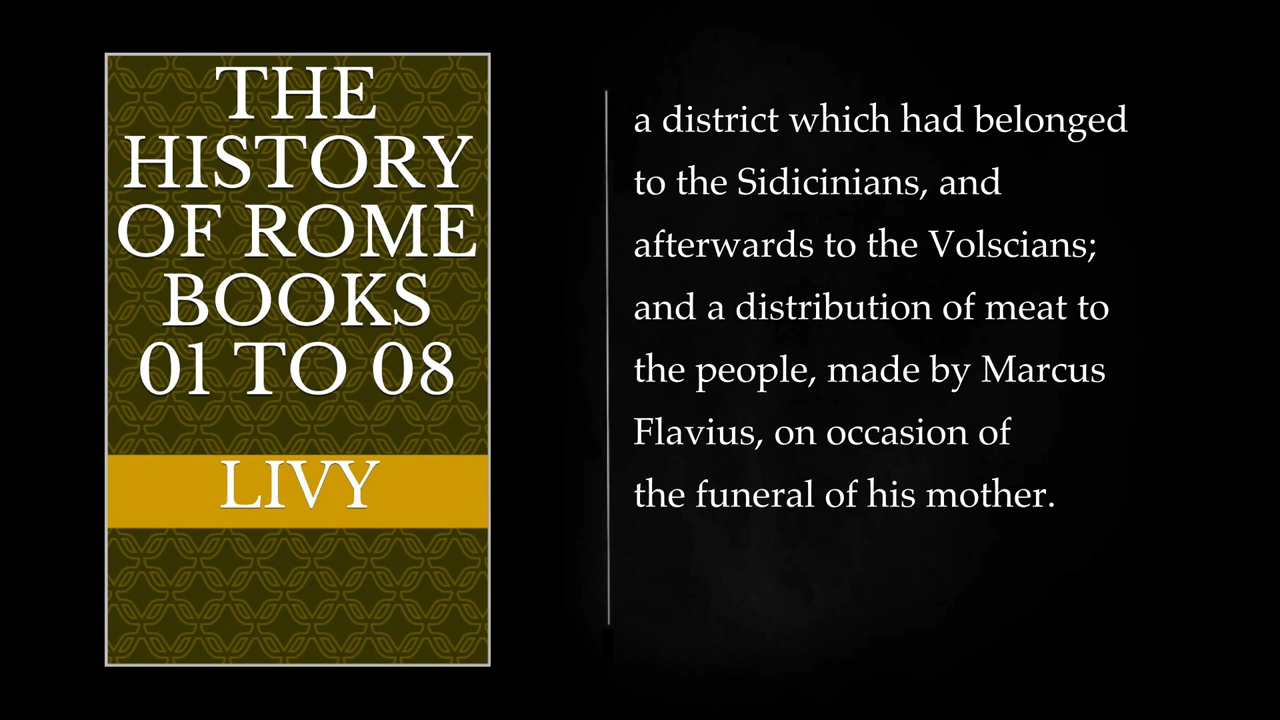 THE
HISTORY
OF ROME
BOOKS
01 TO 08
LIVY
a district which had belonged
to the Sidicinians, and
afterwards to the Volscians;
and a distribution of meat to
the people, made by Marcus
Flavius, on occasion of
the funeral of his mother.